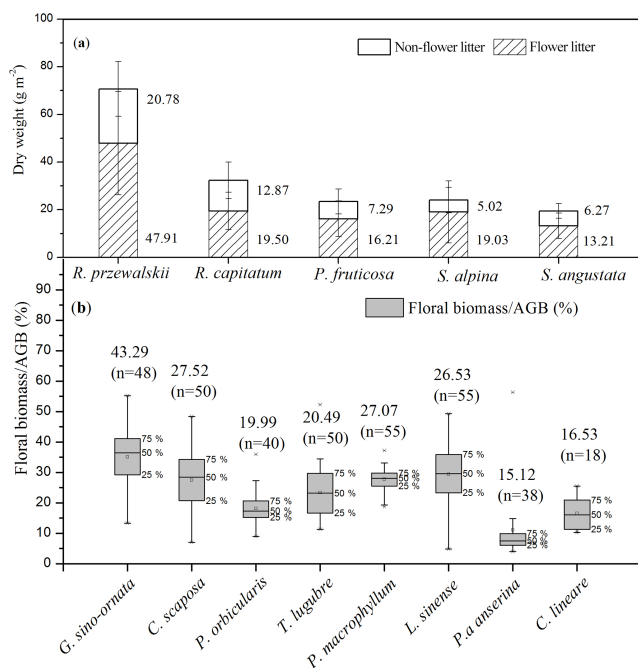 100
(a)
Non-flower litter
Flower litter
80
60
40
20
0
Dry weight (g m-2)
20.78
12.87
7.29
5.02
6.27
47.91
19.50
16.21
19.03
13.21
R. przewalskii
R. capitatum
P. fruticosa
S. alpina
S. angustata
(b)
Floral biomass/AGB (%)
90
80
70
60
50
40
30
20
10
0
Floral biomass/AGB (%)
43.29
(n=48)
27.52
(n=50)
19.99
(n=40)
20.49
(n=50)
27.07
(n=55)
26.53
(n=55)
15.12
(n=38)
16.53
(n=18)
75 %
50 %
25 %
75 %
50 %
25 %
75 %
50 %
25 %
75 %
50 %
25 %
75 %
50 %
25 %
75 %
50 %
25 %
75 %
50 %
25 %
75 %
50 %
25 %
G. sino-ornata
C. scaposa
P. orbicularis
T. lugubre
P. macrophyllum
L. sinense
P.a anserina
C. lineare